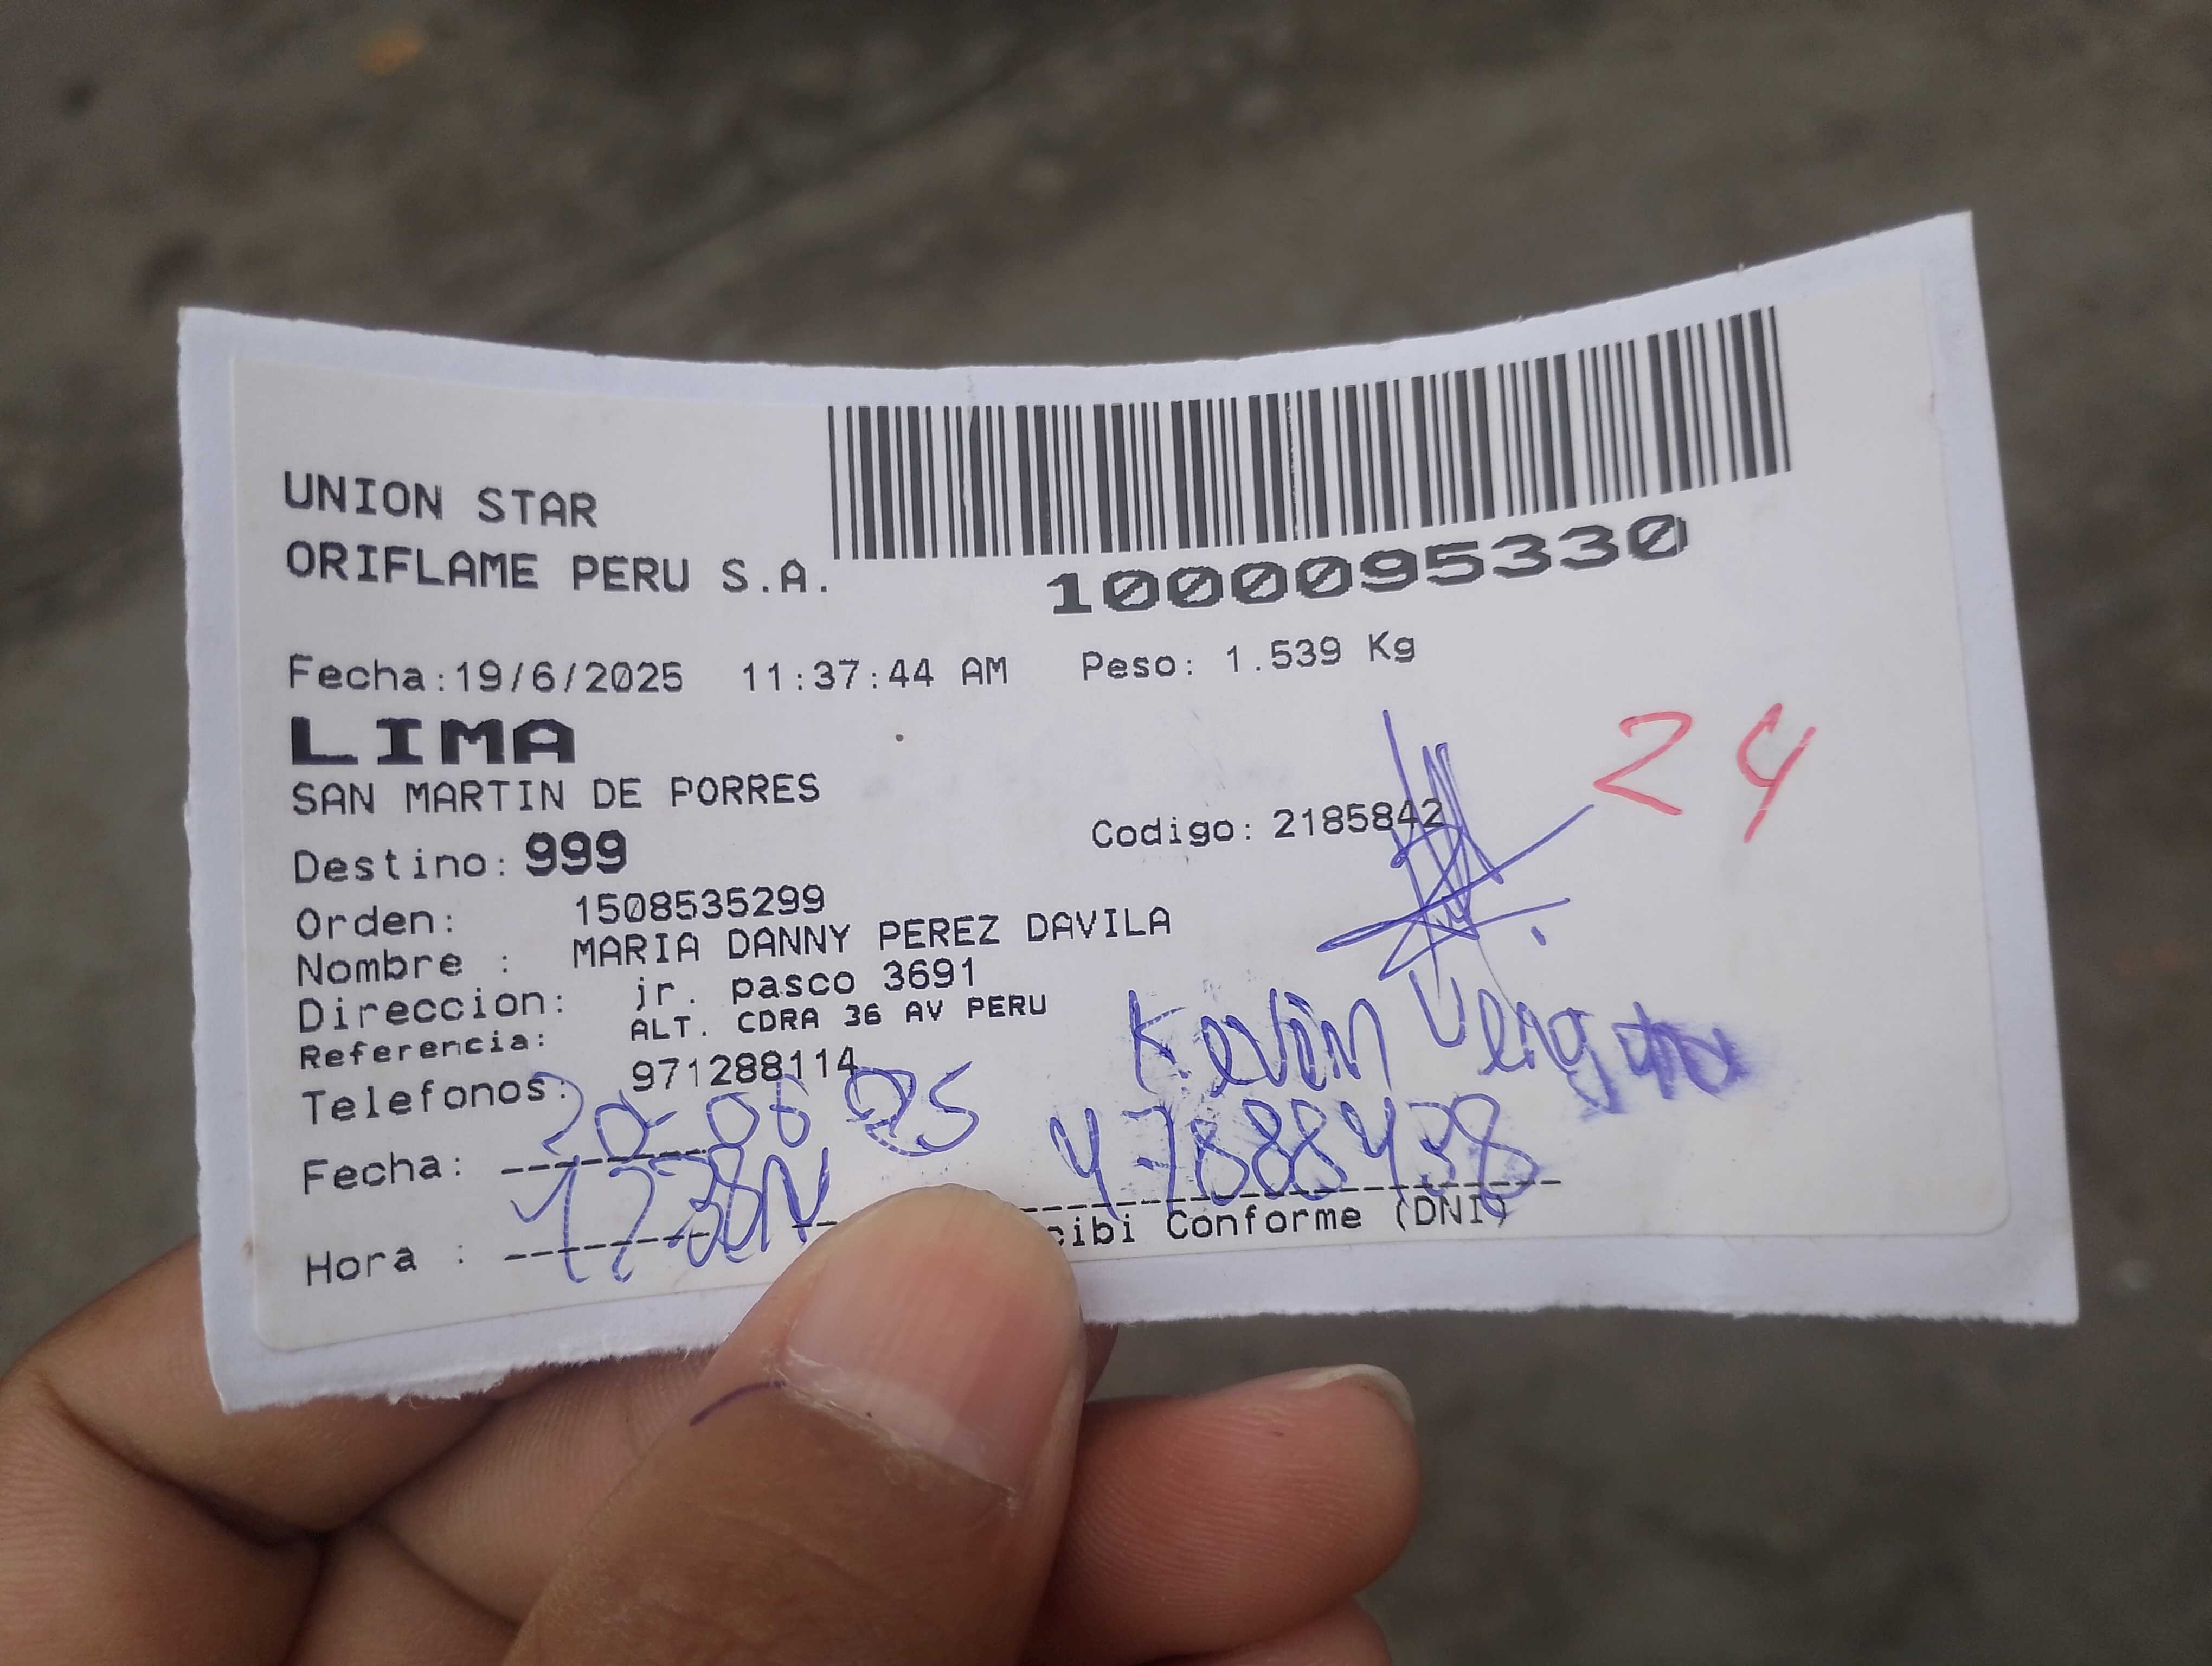 UNION STAR
ORIFLAME PERU S.A.
1000095330
Fecha:19/6/2025 11:37:44 AM Peso: 1.539 Kg
LIMA
24
SAN MARTIN DE PORRES
Codigo: 2185842
Destino: 999
Orden: 1508535299
Nombre : MARIA DANNY PEREZ DAVILA
Direccion: jr. pasco 3691
Referencia: ALT. CDRA 36 AV PERU
Kevin
Telefonos: 971288114
Fecha: 20-06 25
47888438
Hora :
cibi Conforme (DNI)